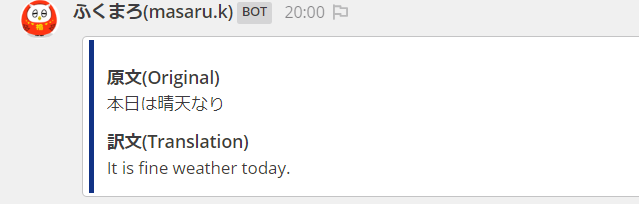 ふくまろ(masaru.k) BOT 20:00
原文(Original)
本日は晴天なり
訳文(Translation)
It is fine weather today.